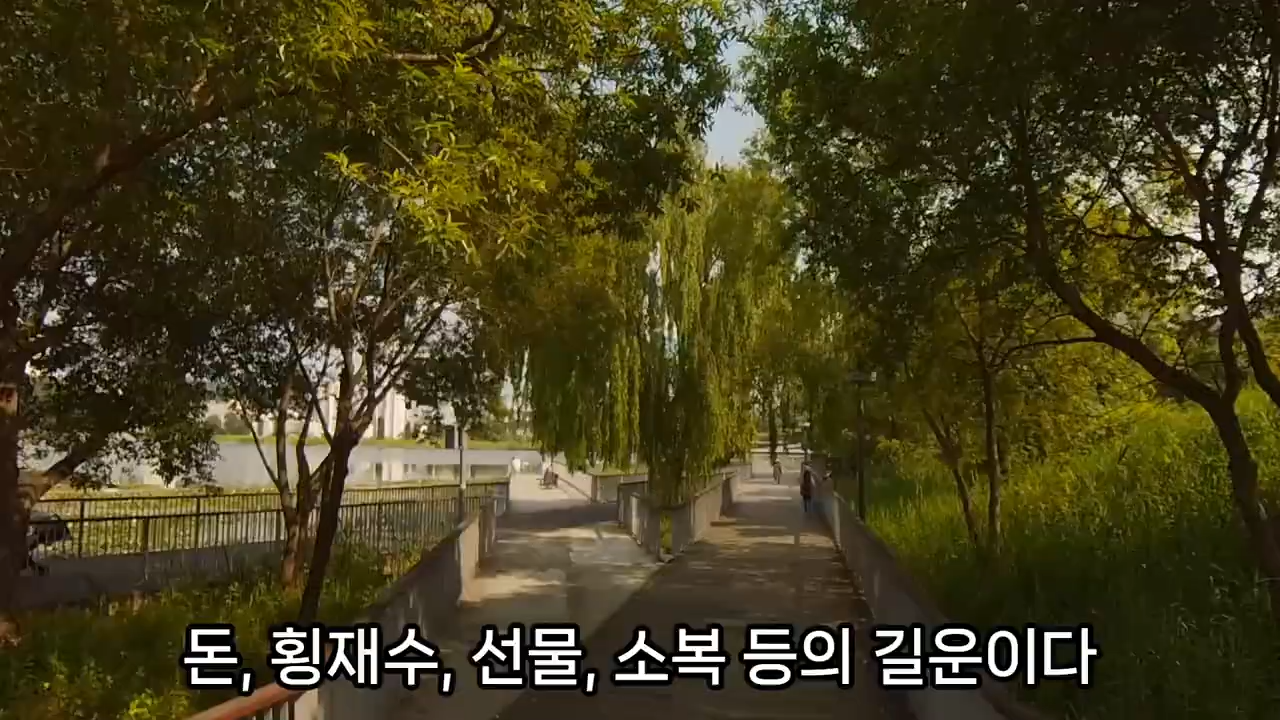 돈, 횡재수, 선물, 소복 등의 길운이다